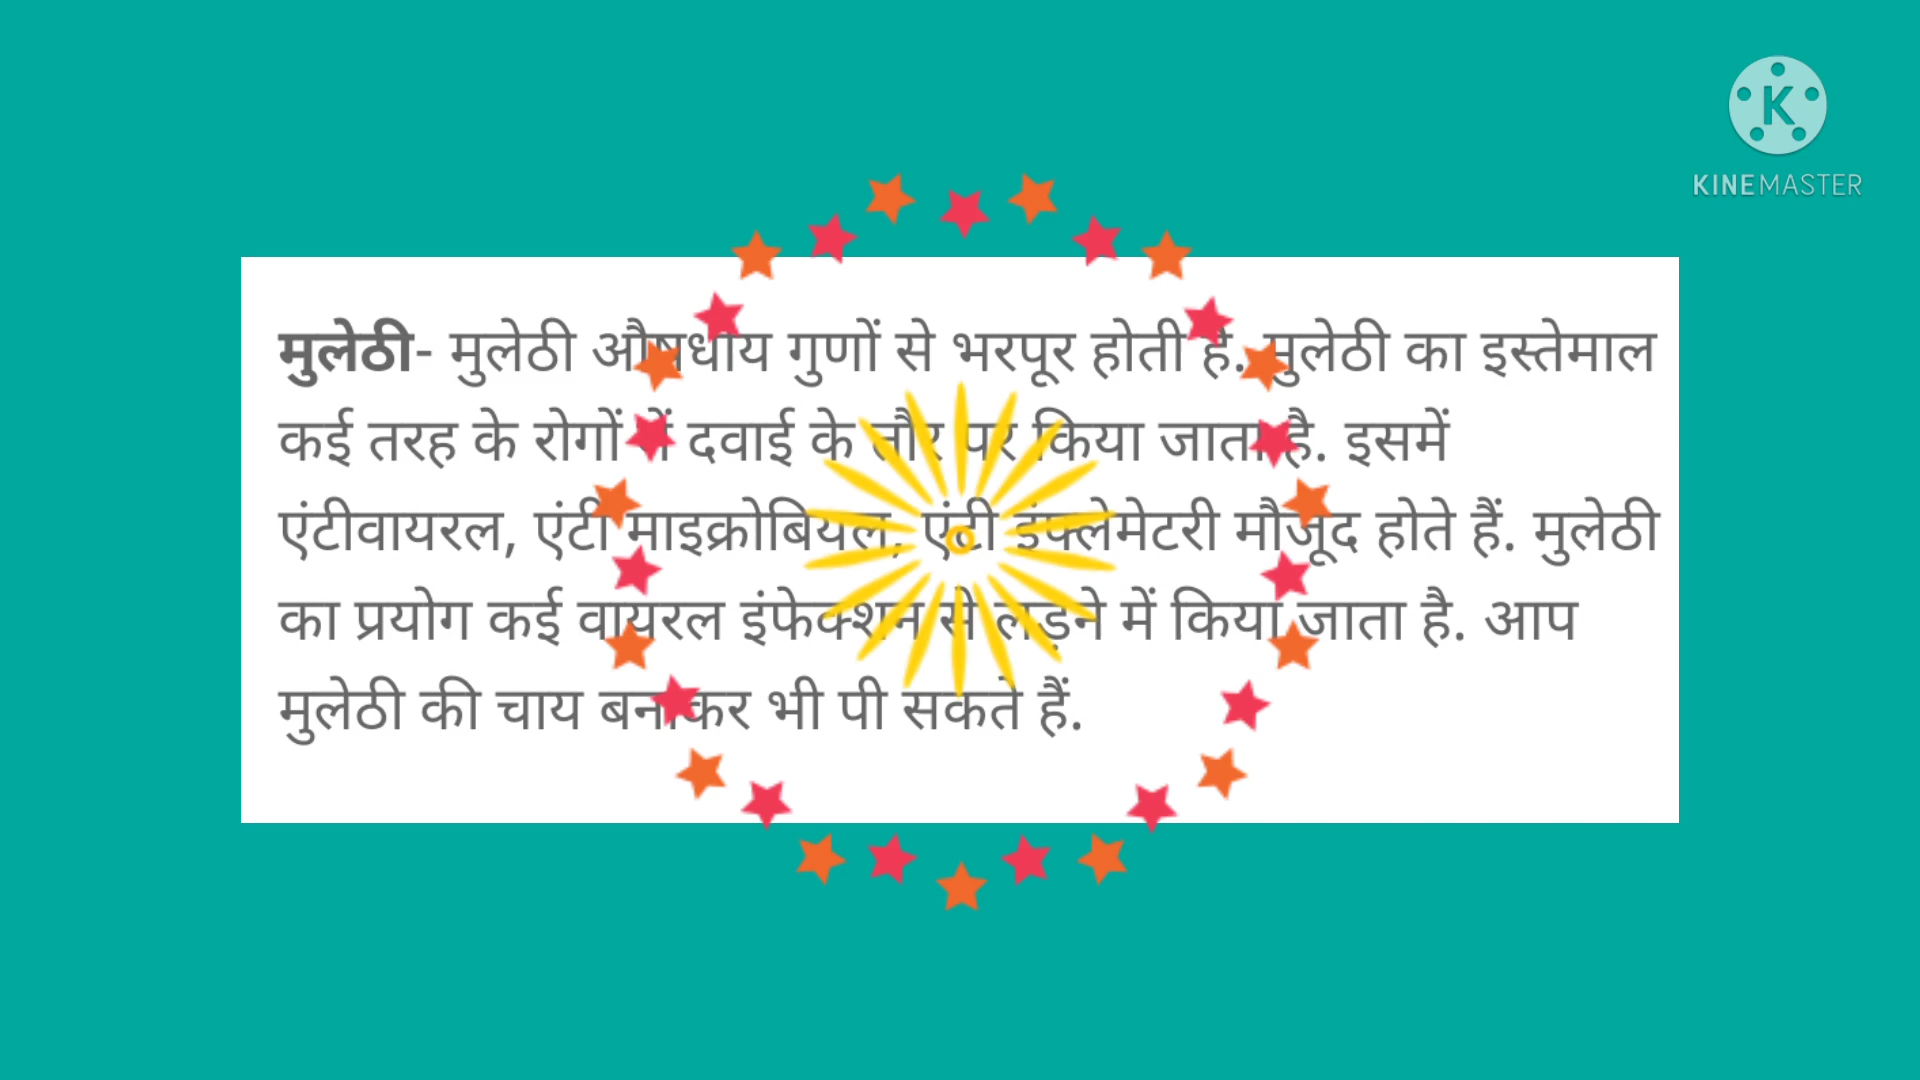 KINEMASTER
मुलेठी- मुलेठी औषधीय गुणों से भरपूर होती है. मुलेठी का इस्तेमाल
कई तरह के रोगों में दवाई के तौर पर किया जाता है. इसमें
एंटीवायरल, एंटी माइक्रोबियल, एंटी इंफ्लेमेटरी मौजूद होते हैं. मुलेठी
का प्रयोग कई वायरल इंफेक्शन से लड़ने में किया जाता है. आप
मुलेठी की चाय बनाकर भी पी सकते हैं.